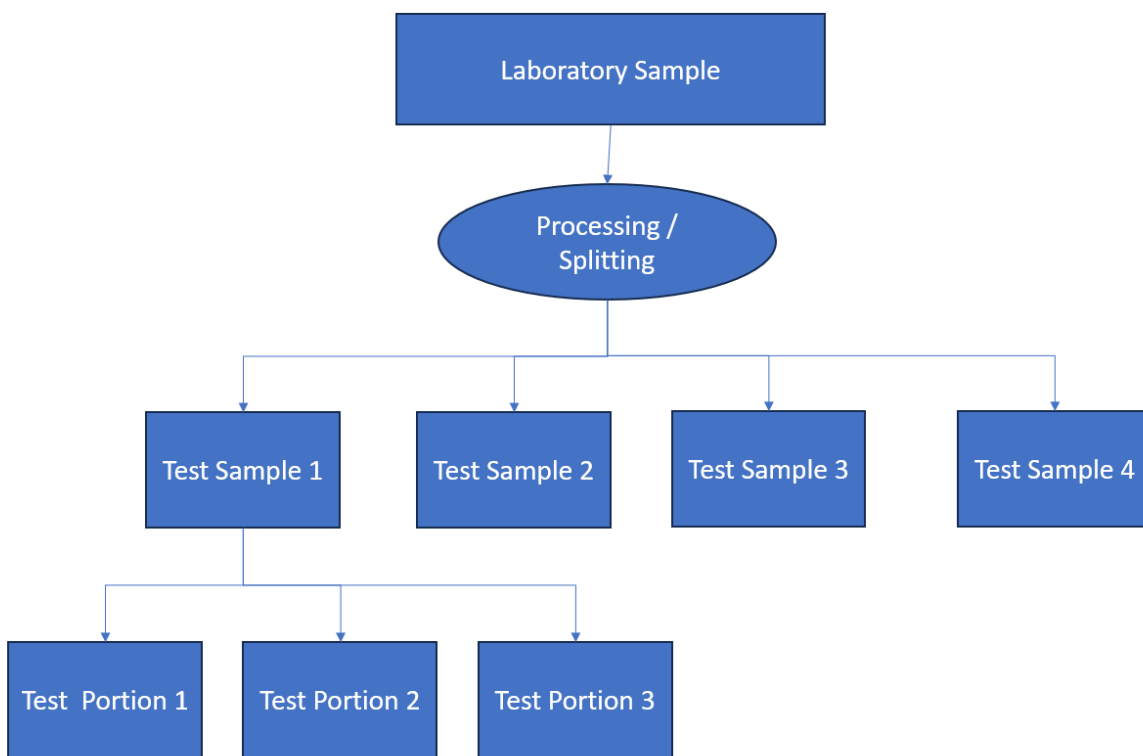 Laboratory Sample
Processing /
Splitting
Test Sample 1
Test Sample 2
Test Sample 3
Test Sample 4
Test  Portion 1
Test Portion 2
Test Portion 3